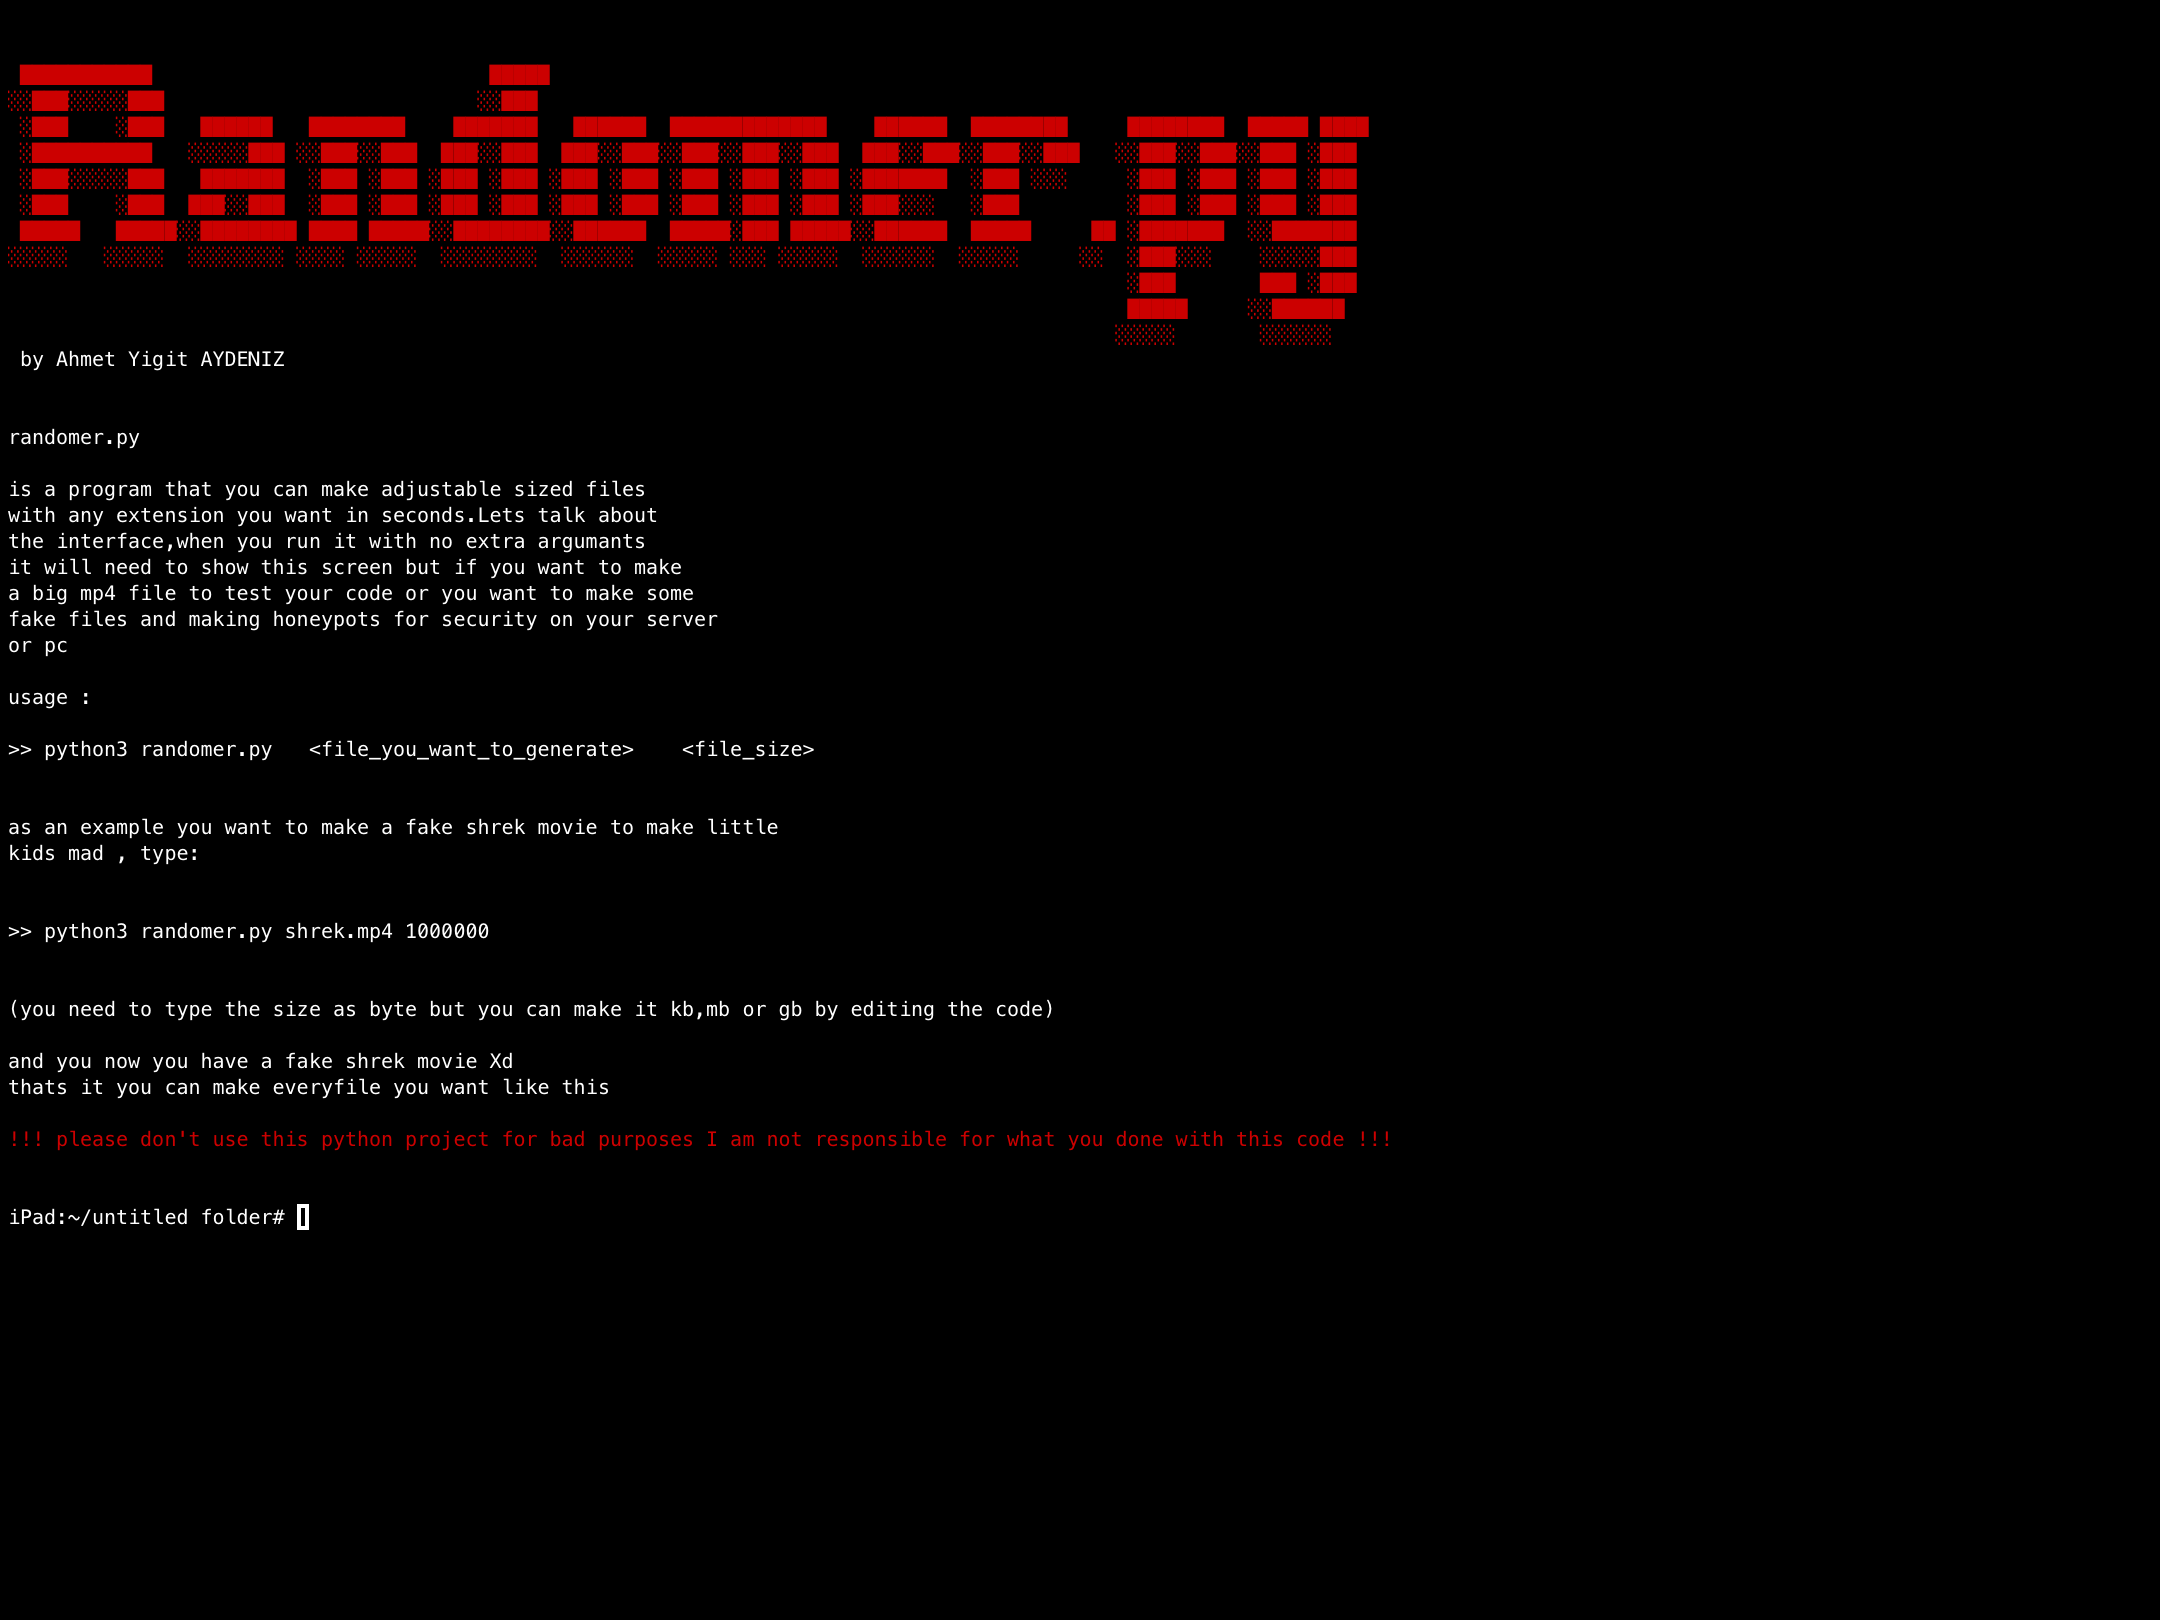 Randomer.py
by Ahmet Yigit AYDENIZ
randomer.py
is a program that you can make adjustable sized files
with any extension you want in seconds.Lets talk about
the interface,when you run it with no extra argumants
it will need to show this screen but if you want to make
a big mp4 file to test your code or you want to make some
fake files and making honeypots for security on your server
or pc
usage :
>> python3 randomer.py   <file_you_want_to_generate>    <file_size>
as an example you want to make a fake shrek movie to make little
kids mad , type:
>> python3 randomer.py shrek.mp4 1000000
(you need to type the size as byte but you can make it kb,mb or gb by editing the code)
and you now you have a fake shrek movie Xd
thats it you can make everyfile you want like this
!!! please don't use this python project for bad purposes I am not responsible for what you done with this code !!!
iPad:~/untitled folder#